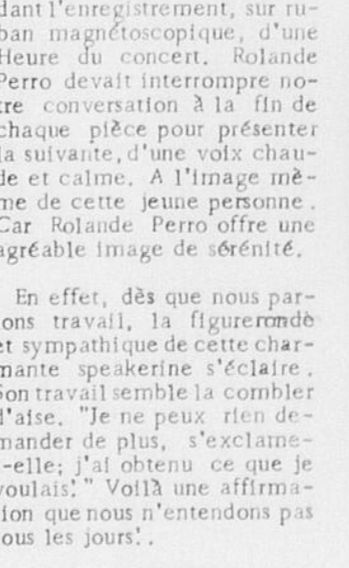 dant l'enregistrement, sur ru-
ban magnétoscopique, d'une
Heure du concert. Rolande
Perro devait interrompre no-
tre conversation à la fin de
chaque pièce pour présenter
la suivante, d'une voix chau-
de et calme. A l'image mê-
me de cette jeune personne.
Car Rolande Perro offre une
agréable image de sérénité.

En effet, dès que nous par-
lons travail, la figure ronde
et sympathique de cette char-
mante speakerine s'éclaire.
Son travail semble la combler
d'aise. "Je ne peux rien de-
mander de plus, s'exclame-
t-elle; j'ai obtenu ce que je
voulais!" Voilà une affirma-
tion que nous n'entendons pas
tous les jours!.